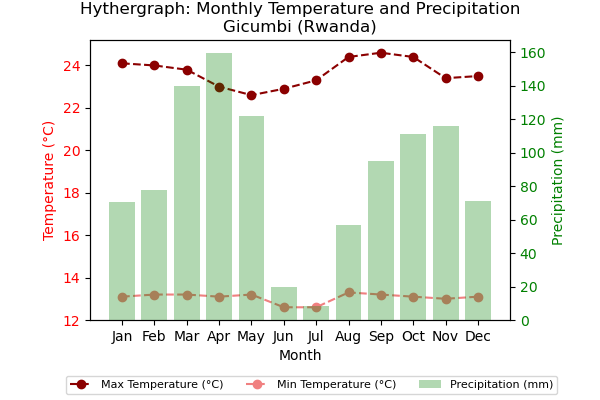 Hythergraph: Monthly Temperature and Precipitation
Gicumbi (Rwanda)
Temperature (°C)
24
22
20
18
16
14
12
160
140
120
100
80
60
40
20
0
Precipitation (mm)
Jan Feb Mar Apr May Jun Jul Aug Sep Oct Nov Dec
Month
Max Temperature (°C) Min Temperature (°C) Precipitation (mm)